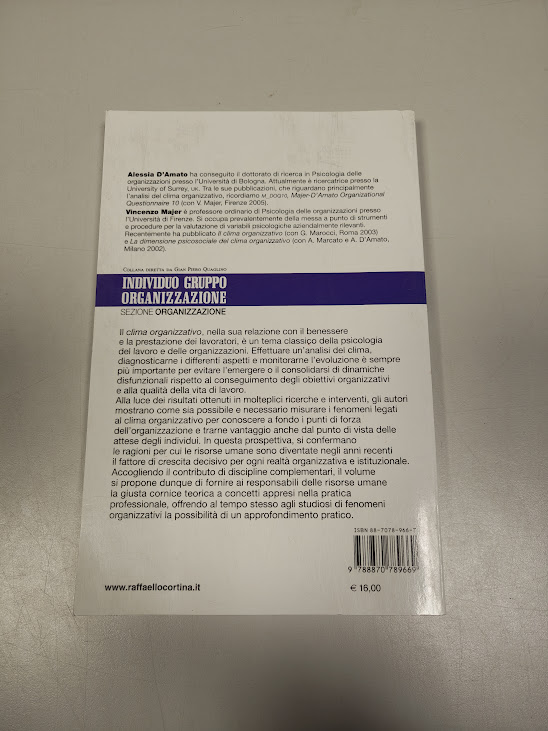 Alessia D'Amato ha conseguito il dottorato di ricerca in Psicologia delle
organizzazioni presso l'Università di Bologna. Attualmente è ricercatrice presso la
University of Surrey, UK. Tra le sue pubblicazioni, che riguardano principalmente
l'analisi del clima organizzativo, ricordiamo M_DOQ10, Majer-D'Amato Organizational
Questionnaire 10 (con V. Majer, Firenze 2005).
Vincenzo Majer è professore ordinario di Psicologia delle organizzazioni presso
l'Università di Firenze. Si occupa prevalentemente della messa a punto di strumenti
e procedure per la valutazione di variabili psicologiche aziendalmente rilevanti.
Recentemente ha pubblicato Il clima organizzativo (con G. Marocci, Roma 2003)
e La dimensione psicosociale del clima organizzativo (con A. Marcato e A. D'Amato,
Milano 2002).
Collana diretta da Gian Piero Quaglino
INDIVIDUO GRUPPO
ORGANIZZAZIONE
SEZIONE ORGANIZZAZIONE
Il clima organizzativo, nella sua relazione con il benessere
e la prestazione dei lavoratori, è un tema classico della psicologia
del lavoro e delle organizzazioni. Effettuare un'analisi del clima,
diagnosticarne i differenti aspetti e monitorarne l'evoluzione è sempre
più importante per evitare l'emergere o il consolidarsi di dinamiche
disfunzionali rispetto al conseguimento degli obiettivi organizzativi
e alla qualità della vita di lavoro.
Alla luce dei risultati ottenuti in molteplici ricerche e interventi, gli autori
mostrano come sia possibile e necessario misurare i fenomeni legati
al clima organizzativo per conoscere a fondo i punti di forza
dell'organizzazione e trarne vantaggio anche dal punto di vista delle
attese degli individui. In questa prospettiva, si confermano
le ragioni per cui le risorse umane sono diventate negli anni recenti
il fattore di crescita decisivo per ogni realtà organizzativa e istituzionale.
Accogliendo il contributo di discipline complementari, il volume
si propone dunque di fornire ai responsabili delle risorse umane
la giusta cornice teorica a concetti appresi nella pratica
professionale, offrendo al tempo stesso agli studiosi di fenomeni
organizzativi la possibilità di un approfondimento pratico.
ISBN 88-7078-966-7
9 788870 789669
www.raffaellocortina.it
€ 16,00